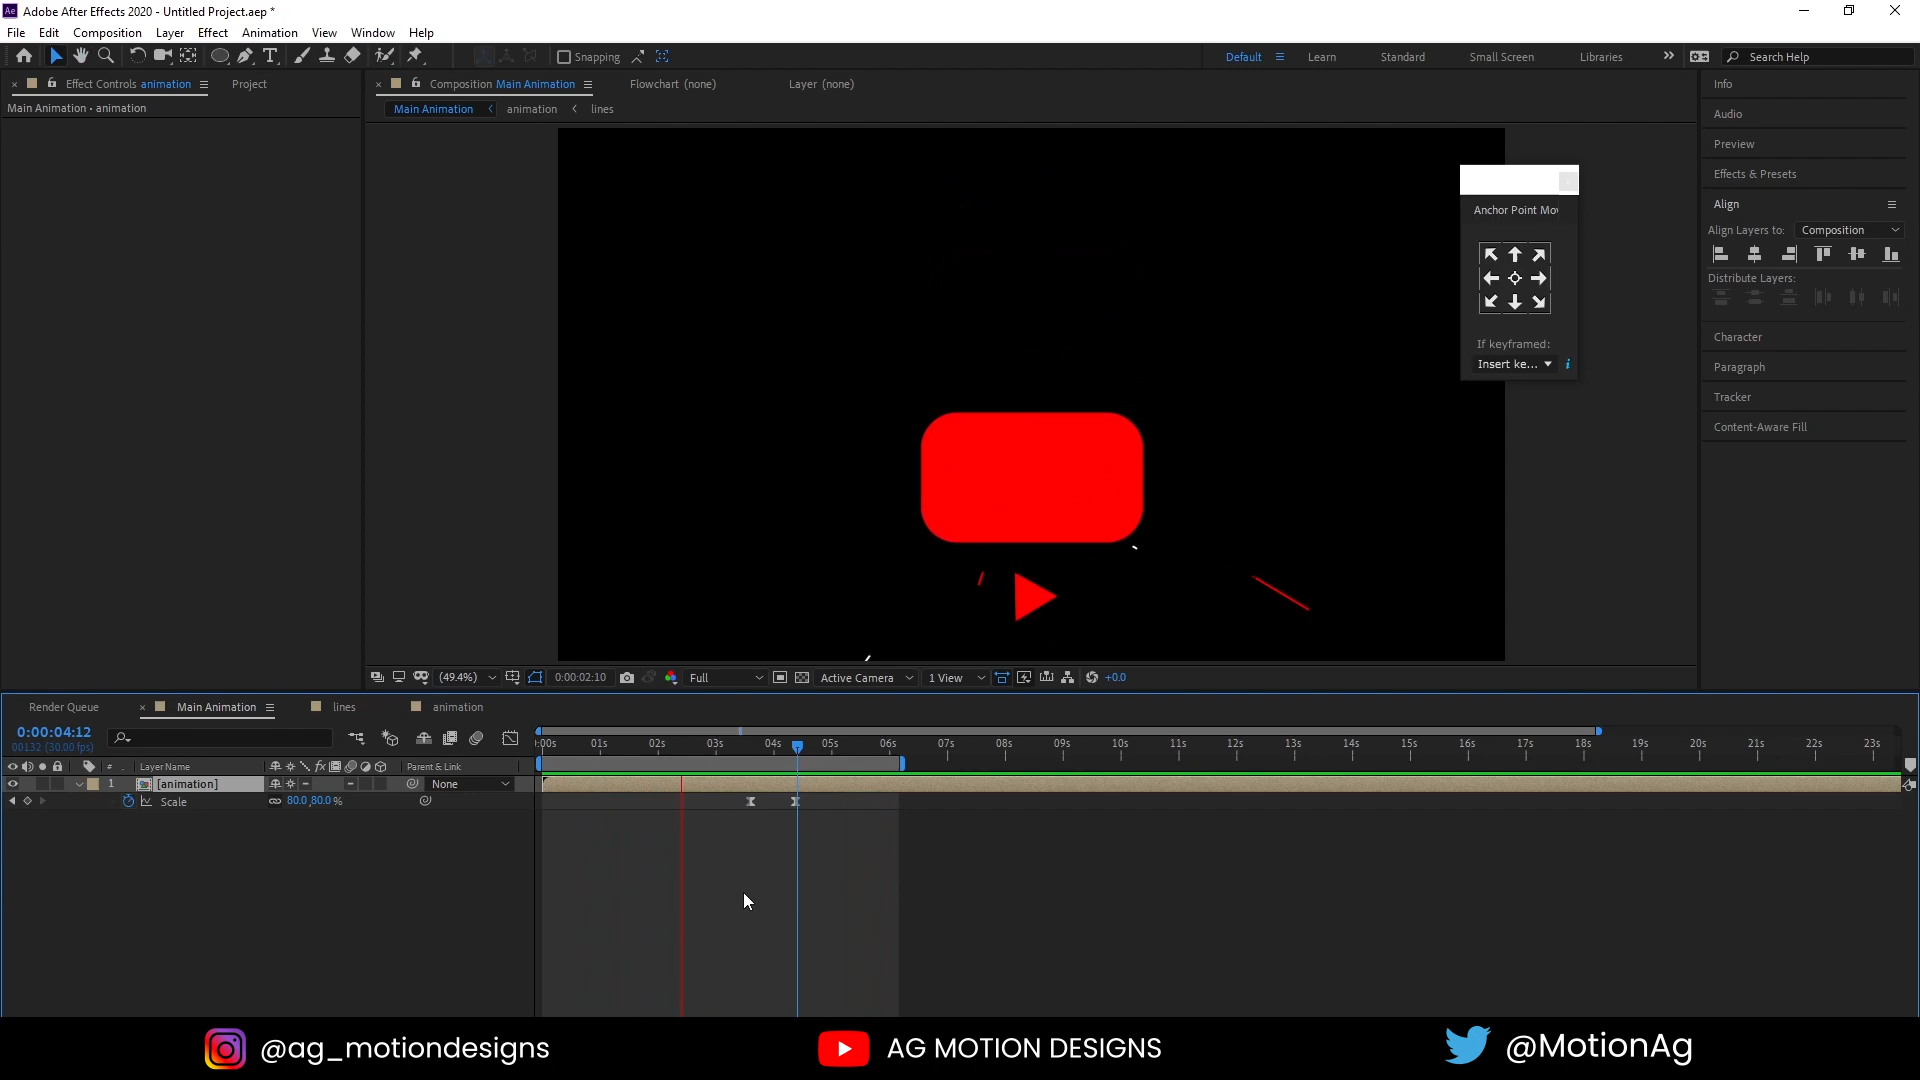 Ae Adobe After Effects 2020 - Untitled Project.aep *
File Edit Composition Layer Effect Animation View Window Help
Snapping
Default Learn Standard Small Screen Libraries Search Help
Effect Controls animation Project
Main Animation • animation
Composition Main Animation Flowchart (none) Layer (none)
Main Animation animation lines
Anchor Point Mov
If keyframed:
Insert ke...
Info
Audio
Preview
Effects & Presets
Align
Align Layers to: Composition
Distribute Layers:
Character
Paragraph
Tracker
Content-Aware Fill
(49.4%) 0:00:02:10 Full Active Camera 1 View +0.0
Render Queue Main Animation lines animation
0:00:04:12
00132 (30.00 fps)
:00s 01s 02s 03s 04s 05s 06s 07s 08s 09s 10s 11s 12s 13s 14s 15s 16s 17s 18s 19s 20s 21s 22s 23s
# Layer Name fx Parent & Link
1 [animation] None
Scale 80.0,80.0 %
@ag_motiondesigns AG MOTION DESIGNS @MotionAg